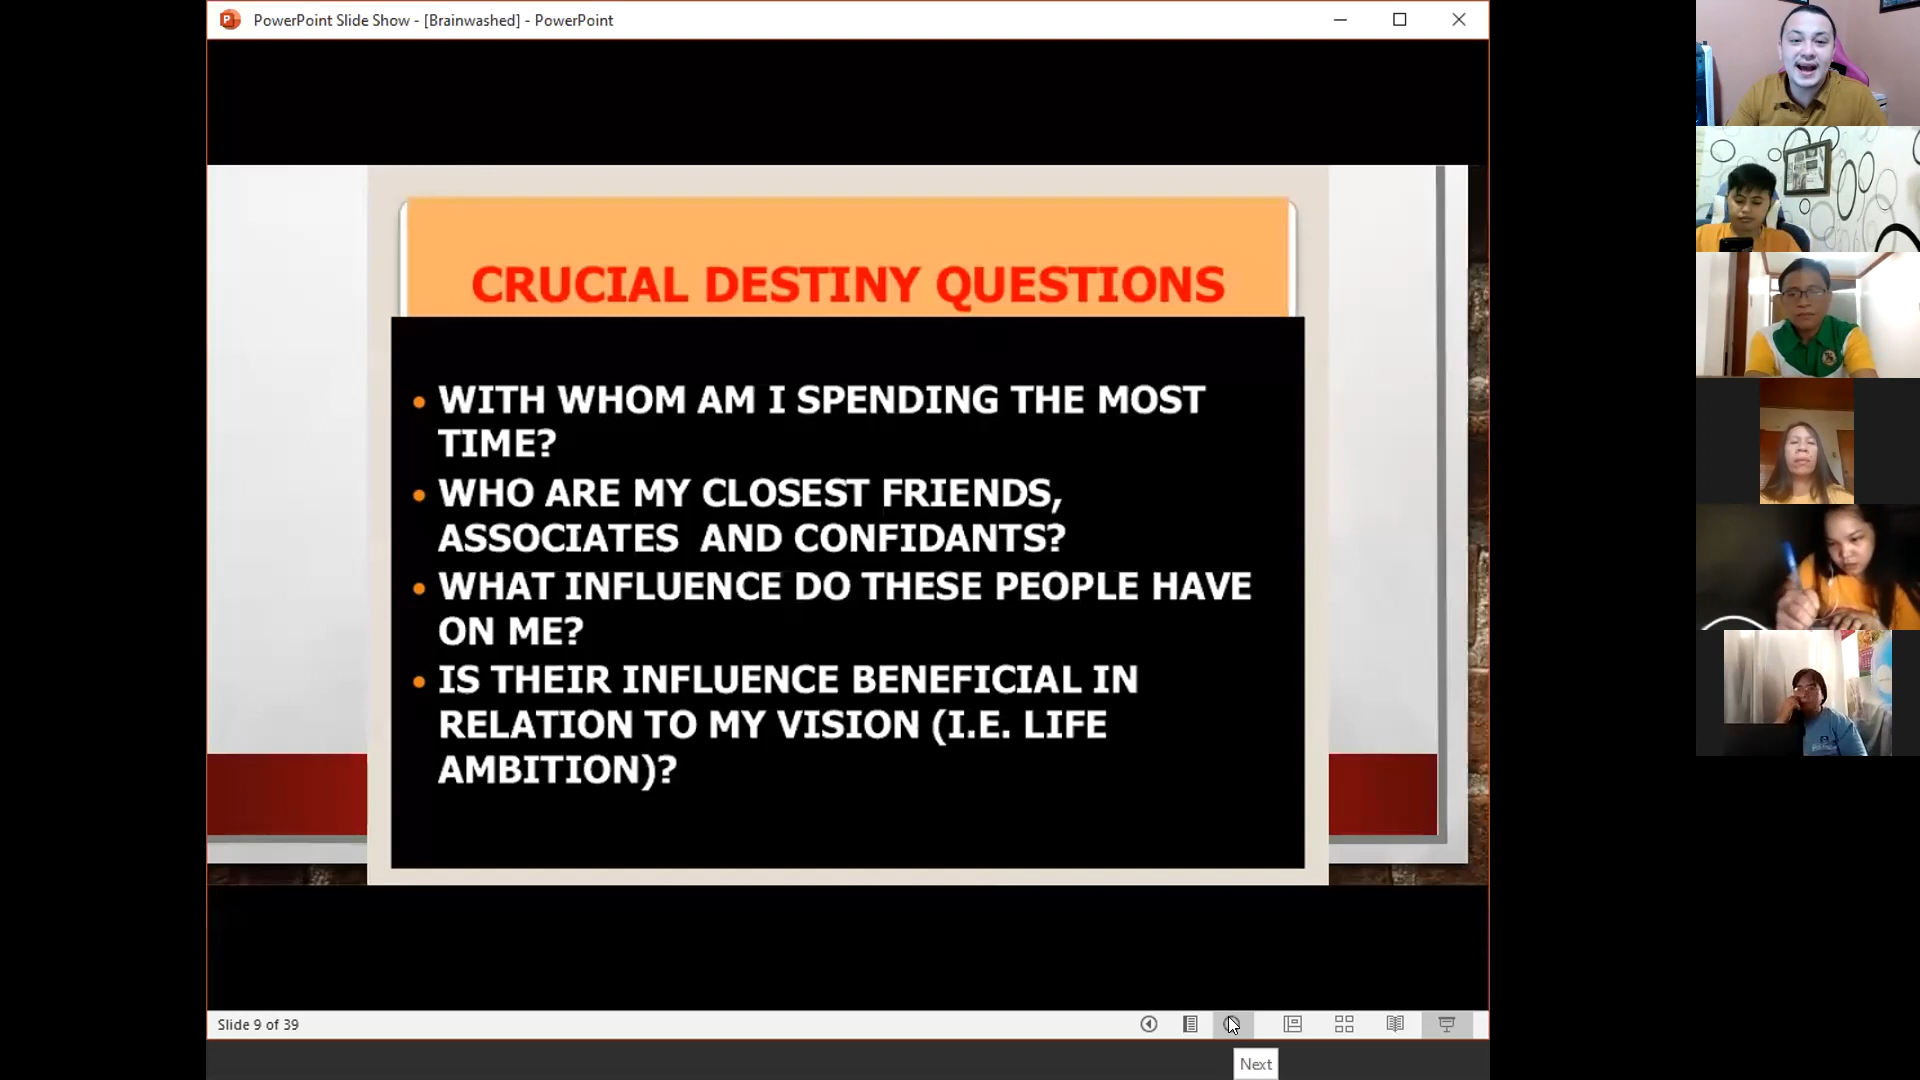 PowerPoint Slide Show - [Brainwashed] - PowerPoint
CRUCIAL DESTINY QUESTIONS
• WITH WHOM AM I SPENDING THE MOST
TIME?
• WHO ARE MY CLOSEST FRIENDS,
ASSOCIATES AND CONFIDANTS?
• WHAT INFLUENCE DO THESE PEOPLE HAVE
ON ME?
• IS THEIR INFLUENCE BENEFICIAL IN
RELATION TO MY VISION (I.E. LIFE
AMBITION)?
Slide 9 of 39
Next